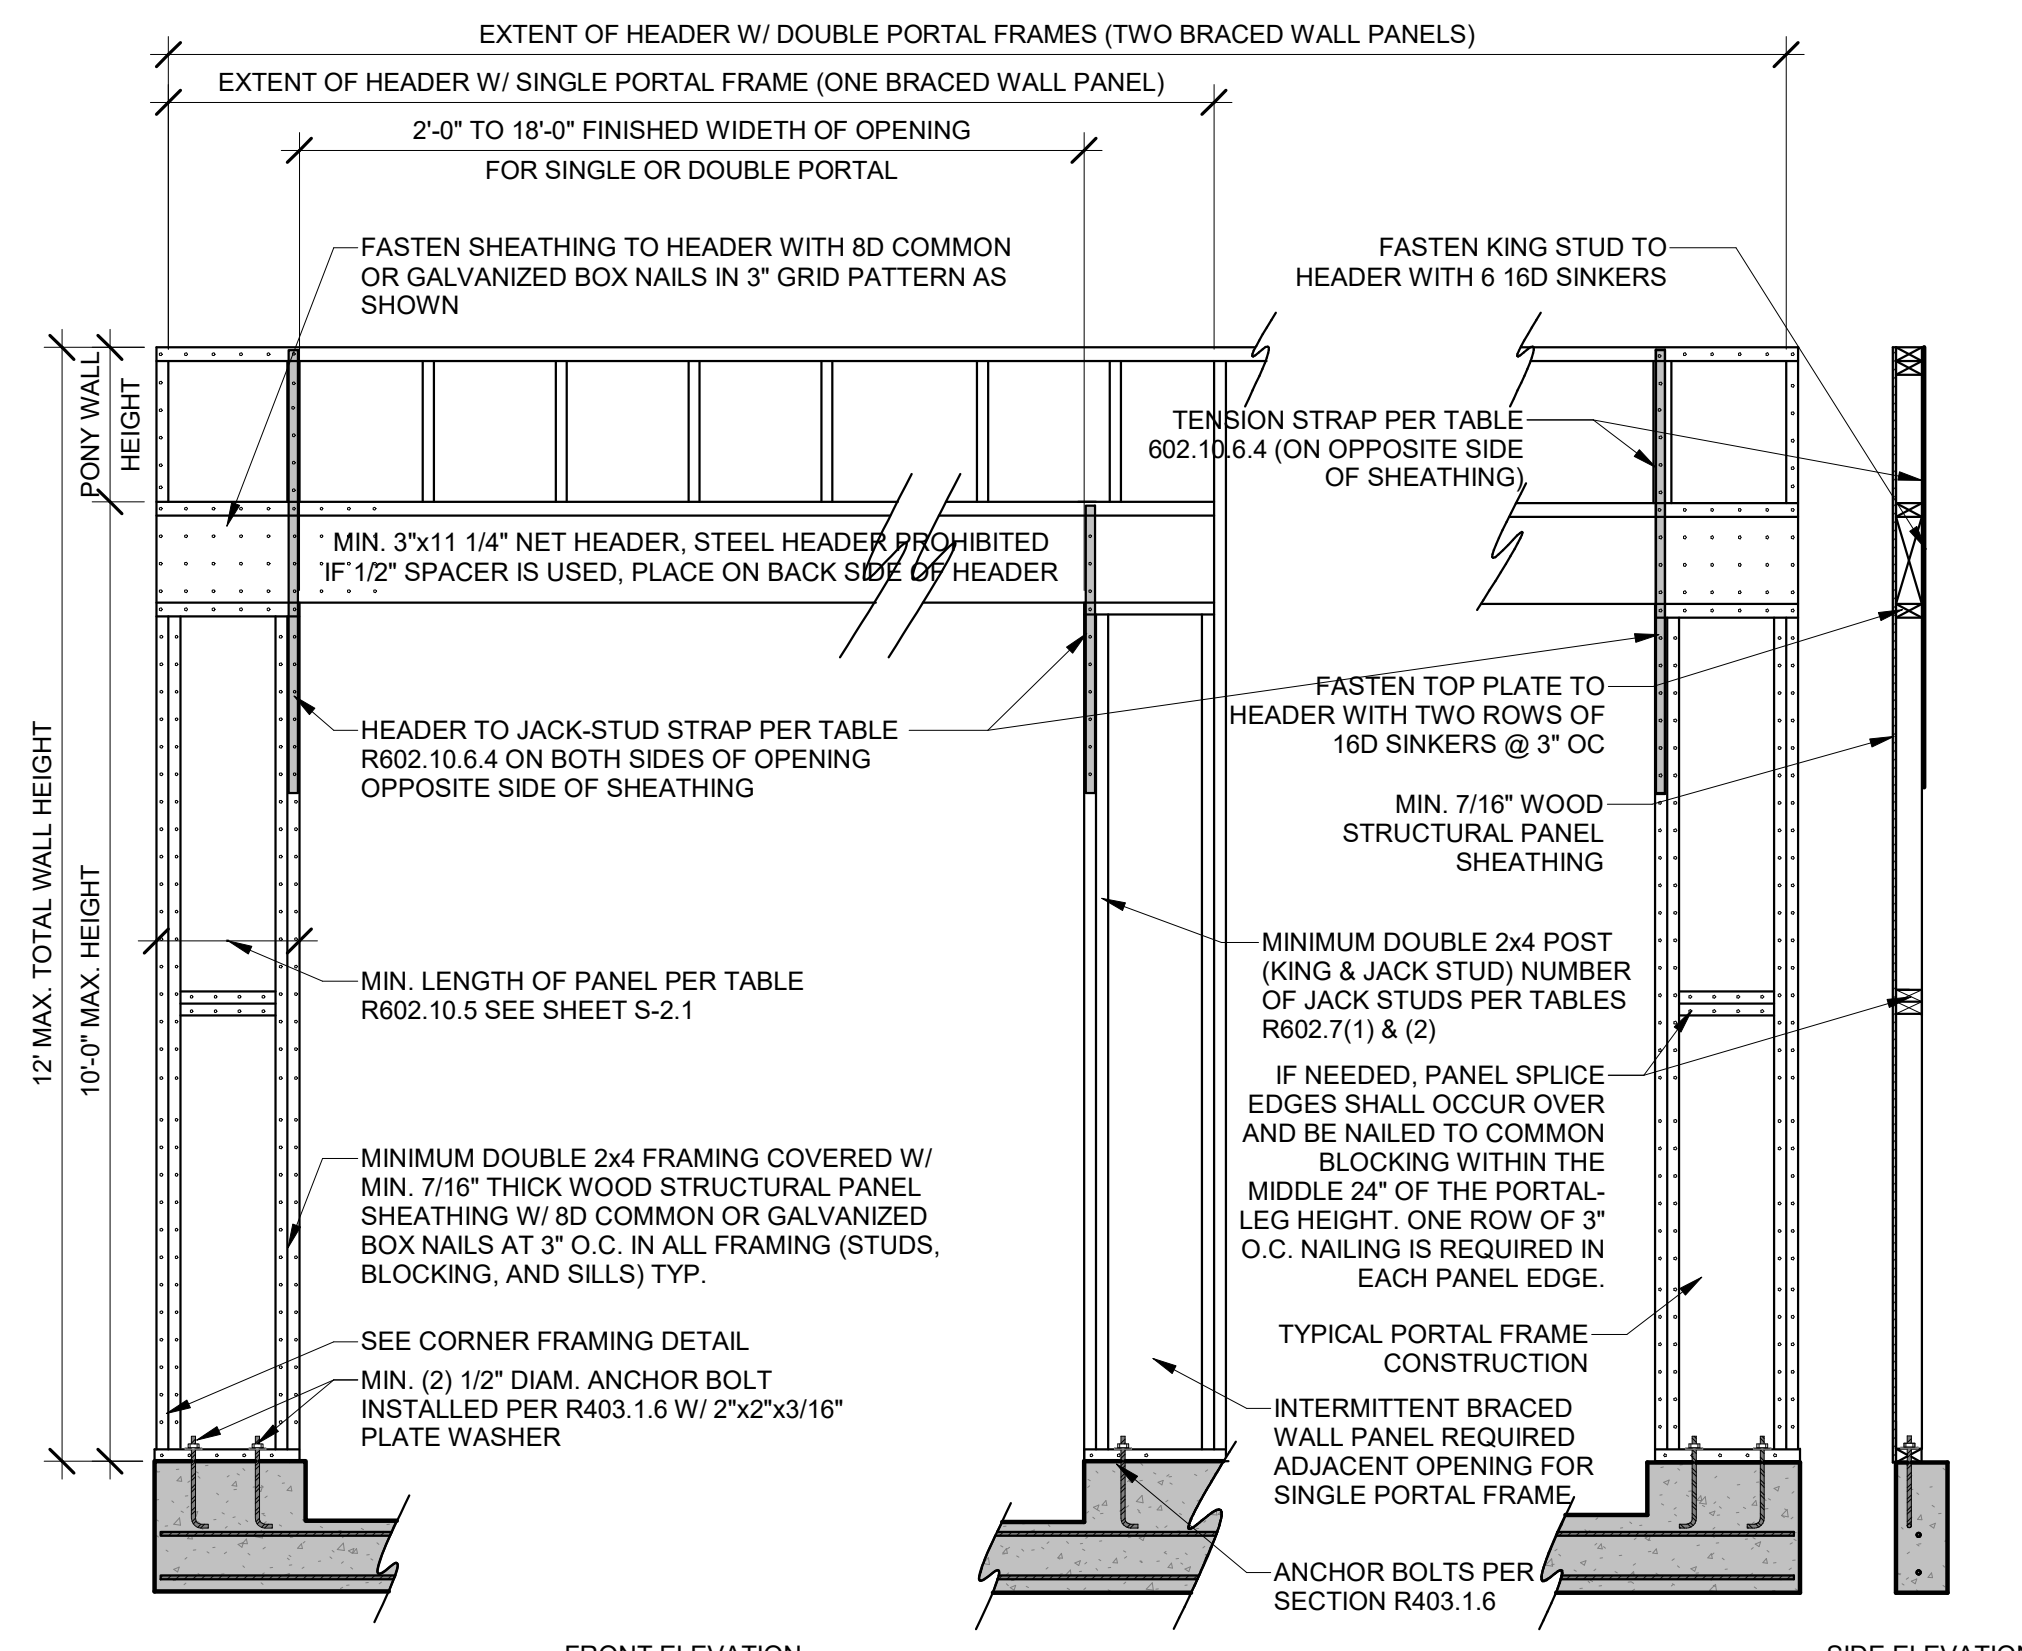 EXTENT OF HEADER W/ DOUBLE PORTAL FRAMES (TWO BRACED WALL PANELS)
EXTENT OF HEADER W/ SINGLE PORTAL FRAME (ONE BRACED WALL PANEL)
2'-0" TO 18'-0" FINISHED WIDETH OF OPENING
FOR SINGLE OR DOUBLE PORTAL
FASTEN SHEATHING TO HEADER WITH 8D COMMON
OR GALVANIZED BOX NAILS IN 3" GRID PATTERN AS
SHOWN
FASTEN KING STUD TO
HEADER WITH 6 16D SINKERS
PONY WALL
HEIGHT
TENSION STRAP PER TABLE
602.10.6.4 (ON OPPOSITE SIDE
OF SHEATHING)
MIN. 3"x11 1/4" NET HEADER, STEEL HEADER PROHIBITED
IF 1/2" SPACER IS USED, PLACE ON BACK SIDE OF HEADER
12' MAX. TOTAL WALL HEIGHT
10'-0" MAX. HEIGHT
HEADER TO JACK-STUD STRAP PER TABLE
R602.10.6.4 ON BOTH SIDES OF OPENING
OPPOSITE SIDE OF SHEATHING
FASTEN TOP PLATE TO
HEADER WITH TWO ROWS OF
16D SINKERS @ 3" OC
MIN. 7/16" WOOD
STRUCTURAL PANEL
SHEATHING
MIN. LENGTH OF PANEL PER TABLE
R602.10.5 SEE SHEET S-2.1
MINIMUM DOUBLE 2x4 POST
(KING & JACK STUD) NUMBER
OF JACK STUDS PER TABLES
R602.7(1) & (2)
IF NEEDED, PANEL SPLICE
EDGES SHALL OCCUR OVER
AND BE NAILED TO COMMON
BLOCKING WITHIN THE
MIDDLE 24" OF THE PORTAL-
LEG HEIGHT. ONE ROW OF 3"
O.C. NAILING IS REQUIRED IN
EACH PANEL EDGE.
MINIMUM DOUBLE 2x4 FRAMING COVERED W/
MIN. 7/16" THICK WOOD STRUCTURAL PANEL
SHEATHING W/ 8D COMMON OR GALVANIZED
BOX NAILS AT 3" O.C. IN ALL FRAMING (STUDS,
BLOCKING, AND SILLS) TYP.
SEE CORNER FRAMING DETAIL
MIN. (2) 1/2" DIAM. ANCHOR BOLT
INSTALLED PER R403.1.6 W/ 2"x2"x3/16"
PLATE WASHER
TYPICAL PORTAL FRAME
CONSTRUCTION
INTERMITTENT BRACED
WALL PANEL REQUIRED
ADJACENT OPENING FOR
SINGLE PORTAL FRAME
ANCHOR BOLTS PER
SECTION R403.1.6
FRONT ELEVATION
SIDE ELEVATION